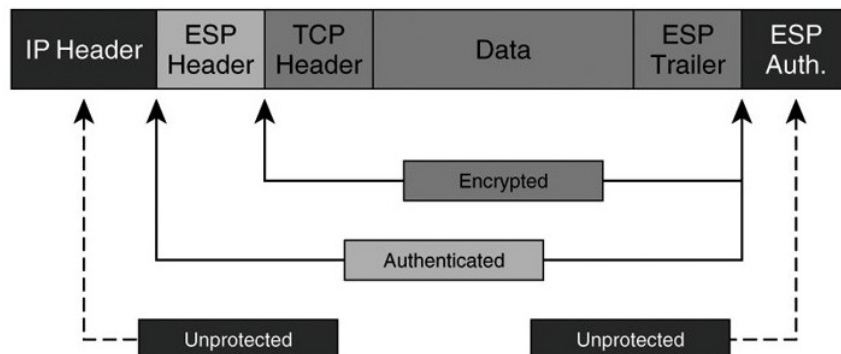 IP Header
ESP
Header
TCP
Header
Data
ESP
Trailer
ESP
Auth.
Encrypted
Authenticated
Unprotected
Unprotected